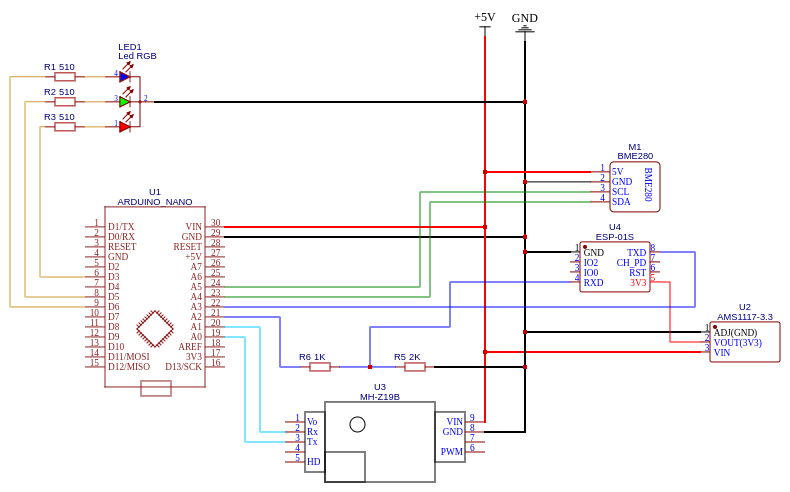 +5V GND
LED1
Led RGB
R1 510
4
R2 510
3 2
R3 510
1
M1
BME280
1 5V
2 GND
3 SCL
4 SDA
BME280
U1
ARDUINO_NANO
1 D1/TX VIN 30
2 D0/RX GND 29
3 RESET RESET 28
4 GND +5V 27
5 D2 A7 26
6 D3 A6 25
7 D4 A5 24
8 D5 A4 23
9 D6 A3 22
10 D7 A2 21
11 D8 A1 20
12 D9 A0 19
13 D10 AREF 18
14 D11/MOSI 3V3 17
15 D12/MISO D13/SCK 16
U4
ESP-01S
1 GND TXD 8
2 IO2 CH_PD 7
3 IO0 RST 6
4 RXD 3V3 5
U2
AMS1117-3.3
1 ADJ(GND)
2 VOUT(3V3)
3 VIN
R6 1K R5 2K
U3
MH-Z19B
1 Vo VIN 9
2 Rx GND 8
3 Tx 7
4 PWM 6
5 HD